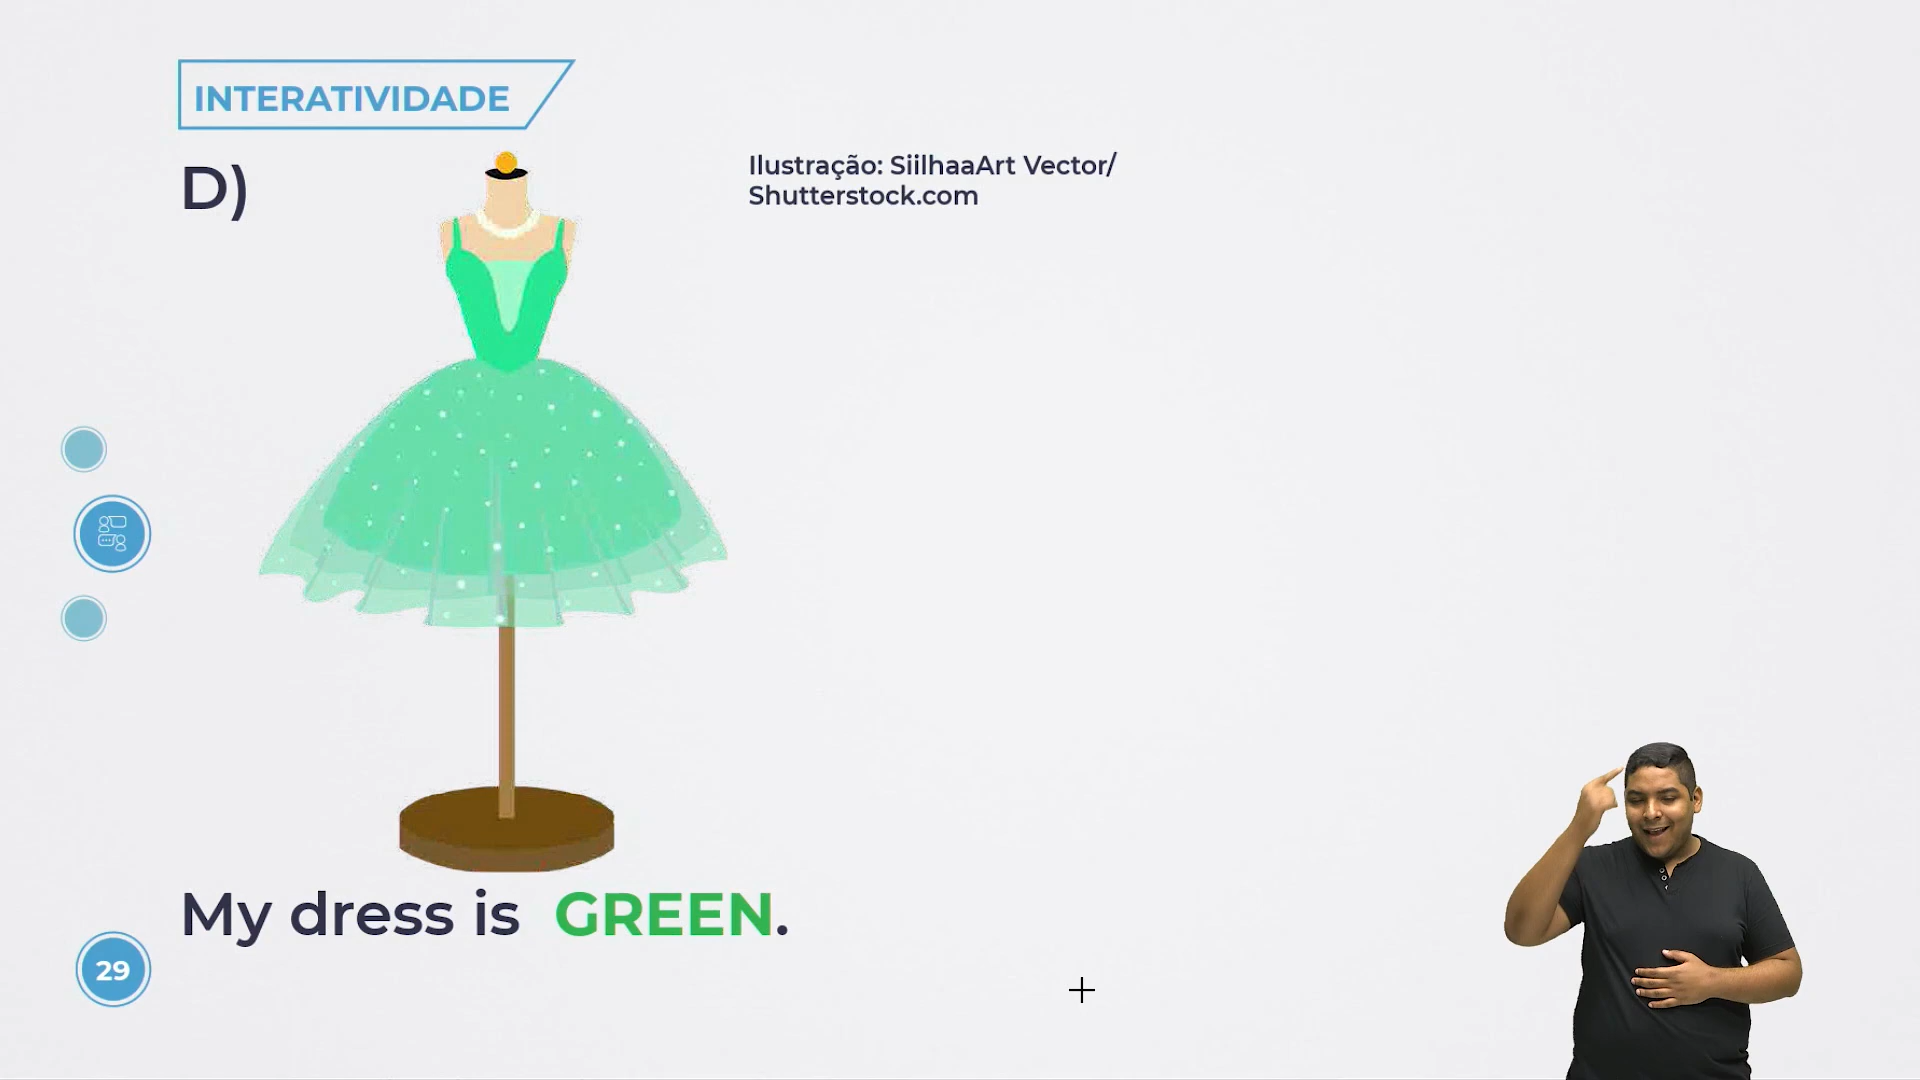 INTERATIVIDADE
D)
Ilustração: SiilhaaArt Vector/
Shutterstock.com
My dress is GREEN.
29